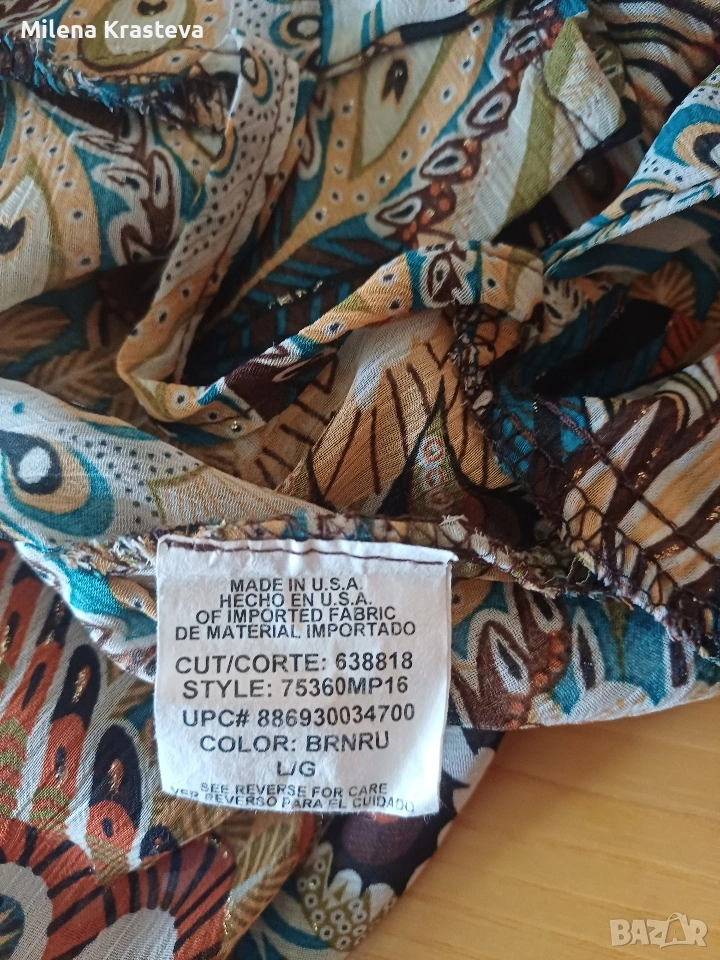 Milena Krasteva
MADE IN U.S.A.
HECHO EN U.S.A.
OF IMPORTED FABRIC
DE MATERIAL IMPORTADO
CUT/CORTE: 638818
STYLE: 75360MP16
UPC# 886930034700
COLOR: BRNRU
L/G
SEE REVERSE FOR CARE
VER REVERSO PARA EL CUIDADO
BAZAR